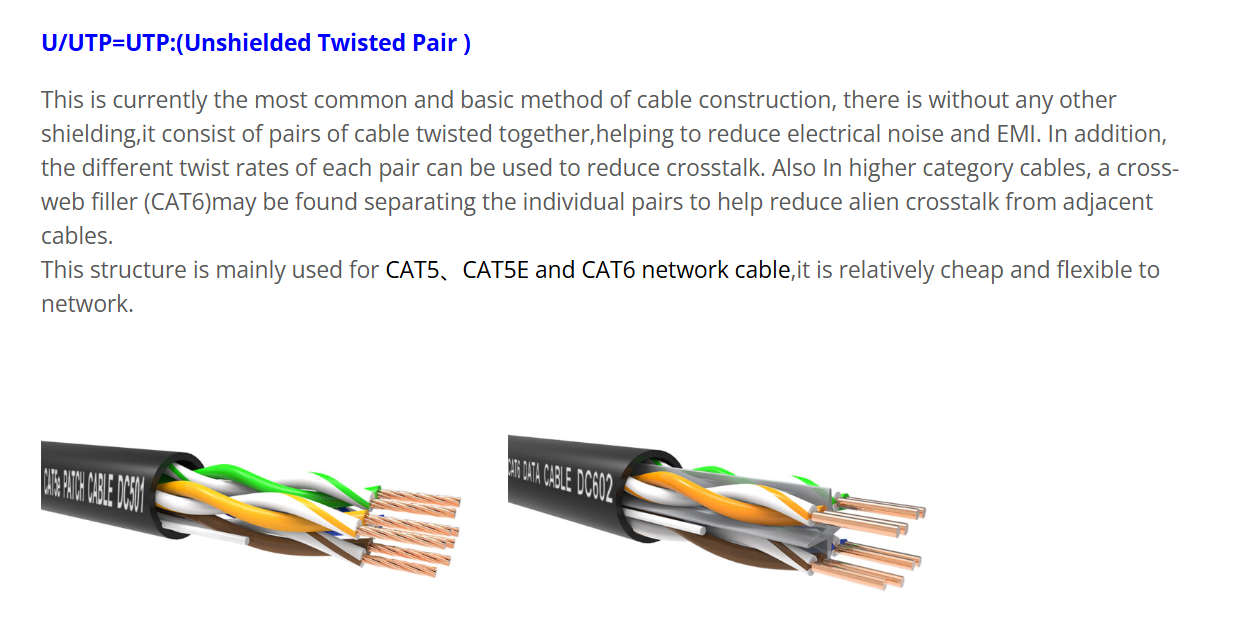 U/UTP=UTP:(Unshielded Twisted Pair )
This is currently the most common and basic method of cable construction, there is without any other
shielding,it consist of pairs of cable twisted together,helping to reduce electrical noise and EMI. In addition,
the different twist rates of each pair can be used to reduce crosstalk. Also In higher category cables, a cross-
web filler (CAT6)may be found separating the individual pairs to help reduce alien crosstalk from adjacent
cables.
This structure is mainly used for CAT5、CAT5E and CAT6 network cable,it is relatively cheap and flexible to
network.
CAT5e PATCH CABLE DC501
CAT6 DATA CABLE DC602